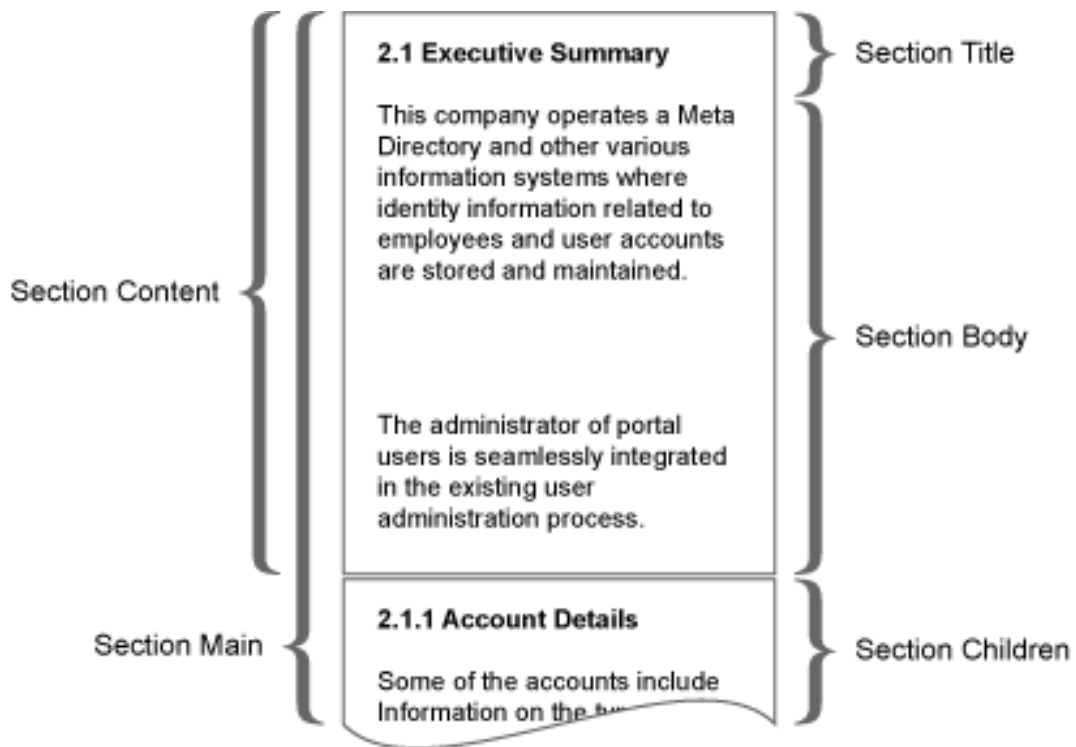 2.1 Executive Summary
Section Title
This company operates a Meta
Directory and other various
information systems where
identity information related to
employees and user accounts
are stored and maintained.
Section Content
Section Body
The administrator of portal
users is seamlessly integrated
in the existing user
administration process.
2.1.1 Account Details
Section Main
Section Children
Some of the accounts include
Information on the